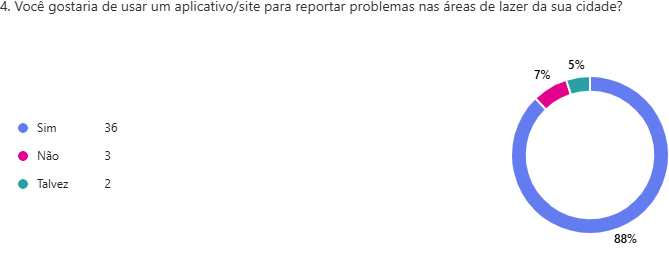 4. Você gostaria de usar um aplicativo/site para reportar problemas nas áreas de lazer da sua cidade?
5%
7%
Sim 36
Não 3
Talvez 2
88%